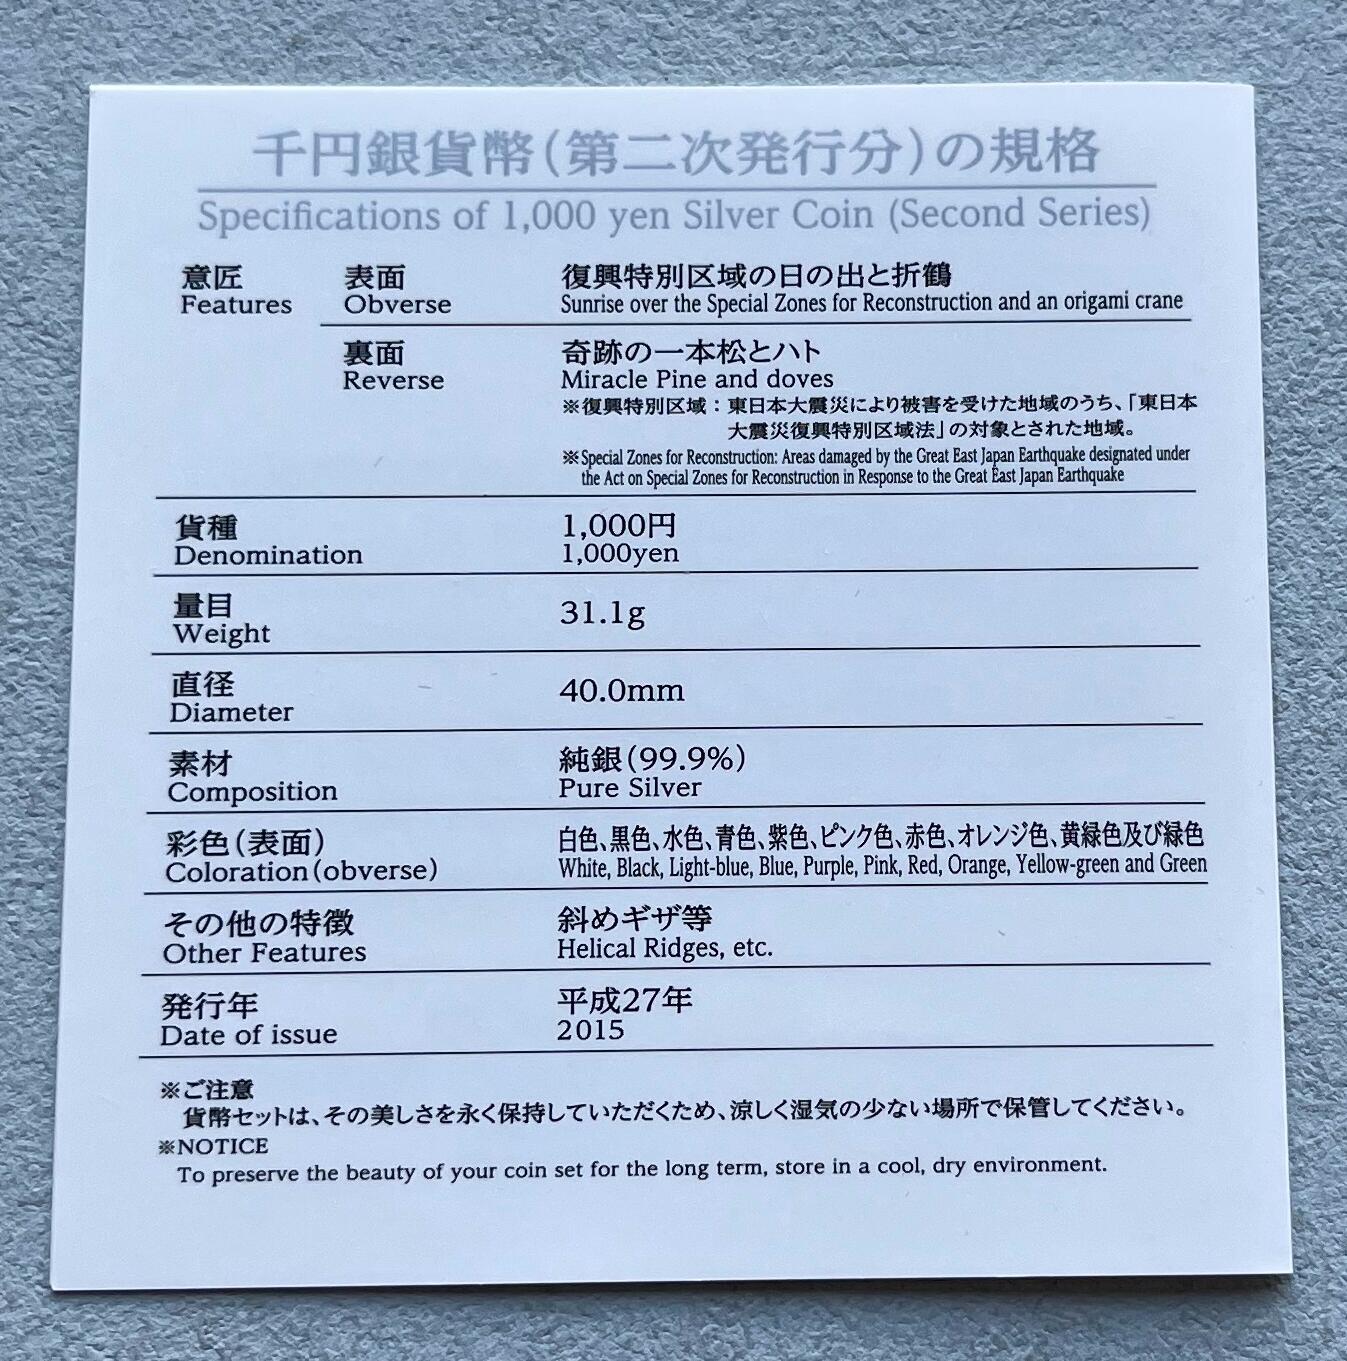 千円銀貨幣(第二次発行分)の規格
Specifications of 1,000 yen Silver Coin (Second Series)
意匠 表面 復興特別区域の日の出と折鶴
Features Obverse Sunrise over the Special Zones for Reconstruction and an origami crane
裏面 奇跡の一本松とハト
Reverse Miracle Pine and doves
※復興特別区域：東日本大震災により被害を受けた地域のうち、「東日本
大震災復興特別区域法」の対象とされた地域。
※Special Zones for Reconstruction: Areas damaged by the Great East Japan Earthquake designated under
the Act on Special Zones for Reconstruction in Response to the Great East Japan Earthquake
貨種 1,000円
Denomination 1,000yen
量目
Weight 31.1g
直径
Diameter 40.0mm
素材 純銀(99.9%)
Composition Pure Silver
彩色(表面) 白色、黒色、水色、青色、紫色、ピンク色、赤色、オレンジ色、黄緑色及び緑色
Coloration(obverse) White, Black, Light-blue, Blue, Purple, Pink, Red, Orange, Yellow-green and Green
その他の特徴 斜めギザ等
Other Features Helical Ridges, etc.
発行年 平成27年
Date of issue 2015
※ご注意
貨幣セットは、その美しさを永く保持していただくため、涼しく湿気の少ない場所で保管してください。
※NOTICE
To preserve the beauty of your coin set for the long term, store in a cool, dry environment.